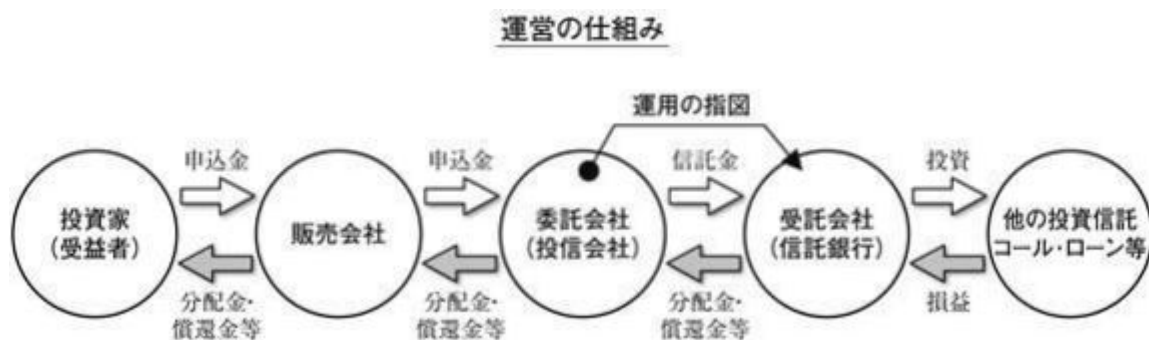 運営の仕組み
運用の指図
申込金
申込金
信託金
投資
投資家
(受益者)
販売会社
委託会社
(投信会社)
受託会社
(信託銀行)
他の投資信託
コール・ローン等
分配金・
償還金等
分配金・
償還金等
分配金・
償還金等
損益